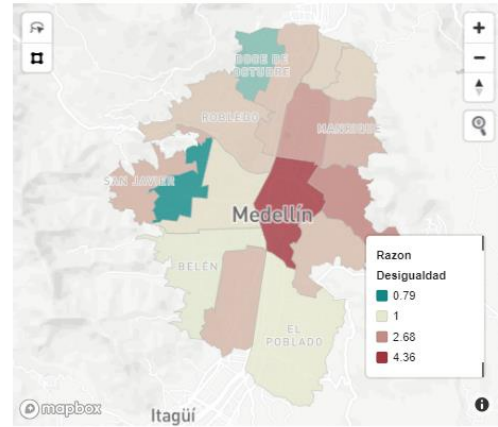 DOCE DE
OCTUBRE
ROBLEDO
MANRIQUE
SAN JAVIER
Medellín
BELÉN
EL
POBLADO
Razon
Desigualdad
0.79
1
2.68
4.36
mapbox
Itagüí